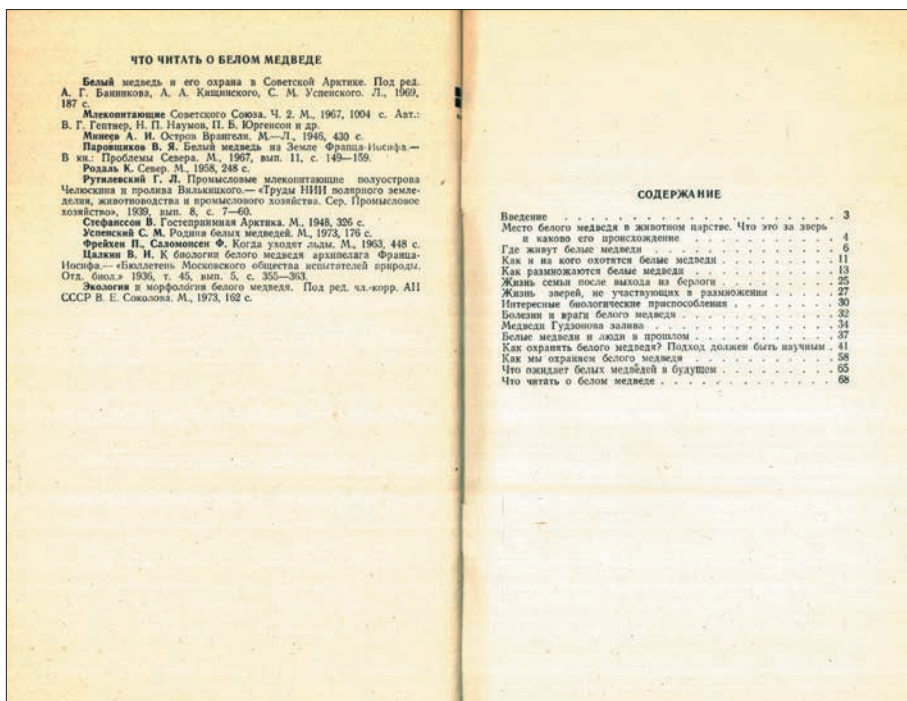 ЧТО ЧИТАТЬ О БЕЛОМ МЕДВЕДЕ
Белый медведь и его охрана в Советской Арктике. Под ред.
А. Г. Банникова, А. А. Кищинского, С. М. Успенского. Л., 1969,
187 с.
Млекопитающие Советского Союза. Ч. 2. М., 1967, 1004 с. Авт.:
В. Г. Гептнер, Н. П. Наумов, П. Б. Юргенсон и др.
Минеев А. И. Остров Врангеля. М.—Л., 1946, 430 с.
Паровщиков В. Я. Белый медведь на Земле Франца-Иосифа.—
В кн.: Проблемы Севера. М., 1967, вып. 11, с. 149—159.
Родаль К. Север. М., 1958, 248 с.
Рутилевский Г. Л. Промысловые млекопитающие полуострова
Челюскина и пролива Вилькицкого.— «Труды НИИ полярного земле-
делия, животноводства и промыслового хозяйства. Сер. Промысловое
хозяйство», 1939, вып. 8, с. 7—60.
Стефанссон В. Гостеприимная Арктика. М., 1948, 326 с.
Успенский С. М. Родина белых медведей. М., 1973, 176 с.
Фрейхен П., Саломонсен Ф. Когда уходят льды. М., 1963, 448 с.
Цалкин В. И. К биологии белого медведя архипелага Франца-
Иосифа.— «Бюллетень Московского общества испытателей природы.
Отд. биол.» 1936, т. 45, вып. 5, с. 355—363.
Экология и морфология белого медведя. Под ред. чл.-корр. АН
СССР В. Е. Соколова. М., 1973, 162 с.
СОДЕРЖАНИЕ
Введение . . . . . . . . . . . . . . . . . . . 3
Место белого медведя в животном царстве. Что это за зверь
и каково его происхождение . . . . . . . . . . 4
Где живут белые медведи . . . . . . . . . . . . . 6
Как и на кого охотятся белые медведи . . . . . . . . 11
Как размножаются белые медведи . . . . . . . . . . 13
Жизнь семьи после выхода из берлоги . . . . . . . . 25
Жизнь зверей, не участвующих в размножении . . . . . . 27
Интересные биологические приспособления . . . . . . . 30
Болезни и враги белого медведя . . . . . . . . . . 32
Медведи Гудзонова залива . . . . . . . . . . . . 34
Белые медведи и люди в прошлом . . . . . . . . . . 37
Как охранять белого медведя? Подход должен быть научным . 41
Как мы охраняем белого медведя . . . . . . . . . . 58
Что ожидает белых медведей в будущем . . . . . . . . 65
Что читать о белом медведе . . . . . . . . . . . . 68